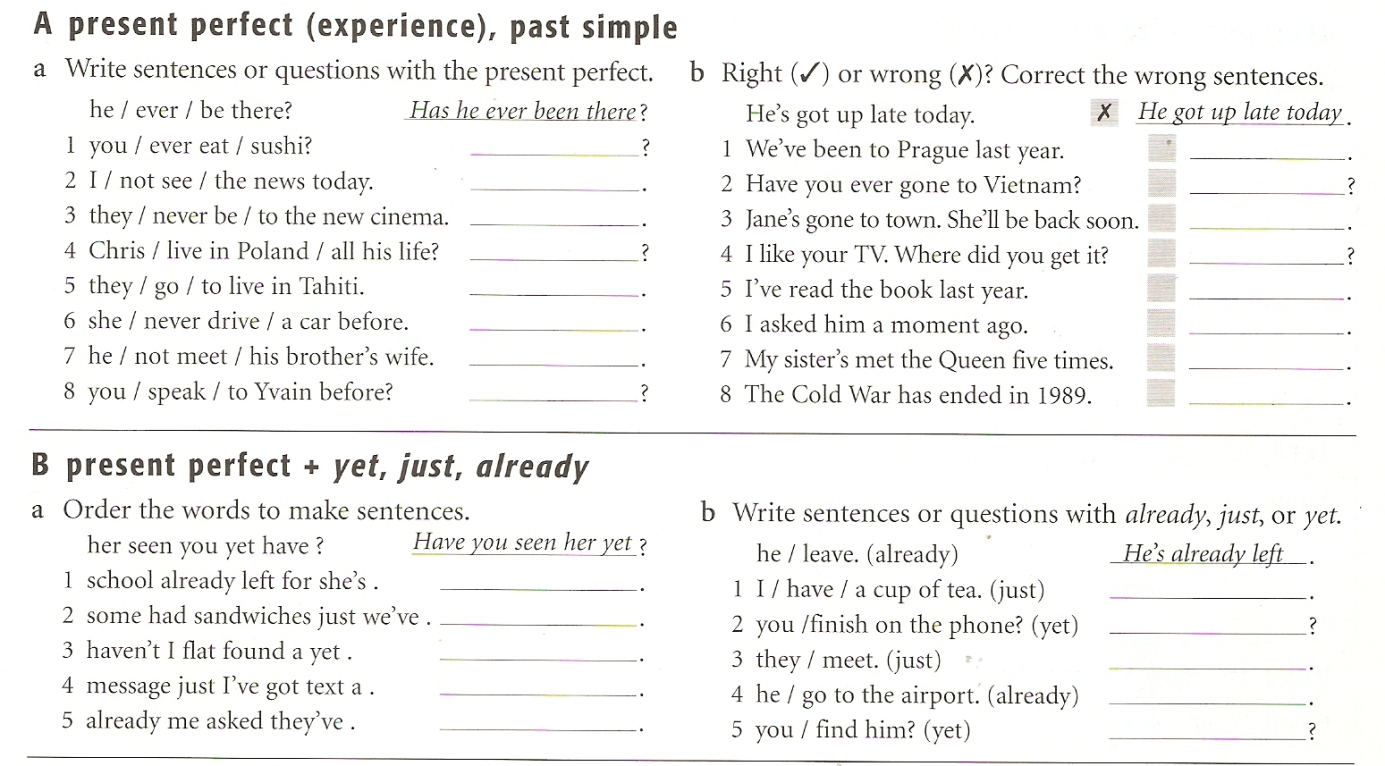 A present perfect (experience), past simple
a Write sentences or questions with the present perfect.
he / ever / be there? Has he ever been there?
1 you / ever eat / sushi? ?
2 I / not see / the news today. .
3 they / never be / to the new cinema. .
4 Chris / live in Poland / all his life? ?
5 they / go / to live in Tahiti. .
6 she / never drive / a car before. .
7 he / not meet / his brother's wife. .
8 you / speak / to Yvain before? ?
b Right (✓) or wrong (✗)? Correct the wrong sentences.
He's got up late today. ✗ He got up late today.
1 We've been to Prague last year. .
2 Have you ever gone to Vietnam? ?
3 Jane's gone to town. She'll be back soon. .
4 I like your TV. Where did you get it? ?
5 I've read the book last year. .
6 I asked him a moment ago. .
7 My sister's met the Queen five times. .
8 The Cold War has ended in 1989. .
B present perfect + yet, just, already
a Order the words to make sentences.
her seen you yet have ? Have you seen her yet ?
1 school already left for she's . .
2 some had sandwiches just we've . .
3 haven't I flat found a yet . .
4 message just I've got text a . .
5 already me asked they've . .
b Write sentences or questions with already, just, or yet.
he / leave. (already) He's already left .
1 I / have / a cup of tea. (just) .
2 you /finish on the phone? (yet) ?
3 they / meet. (just) .
4 he / go to the airport. (already) .
5 you / find him? (yet) ?